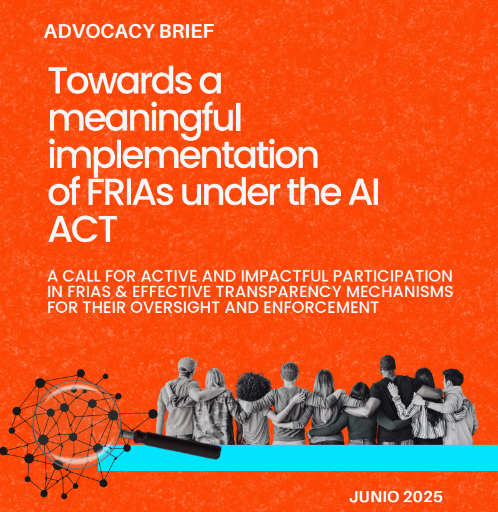 ADVOCACY BRIEF
Towards a
meaningful
implementation
of FRIAs under the AI
ACT
A CALL FOR ACTIVE AND IMPACTFUL PARTICIPATION
IN FRIAS & EFFECTIVE TRANSPARENCY MECHANISMS
FOR THEIR OVERSIGHT AND ENFORCEMENT
JUNIO 2025